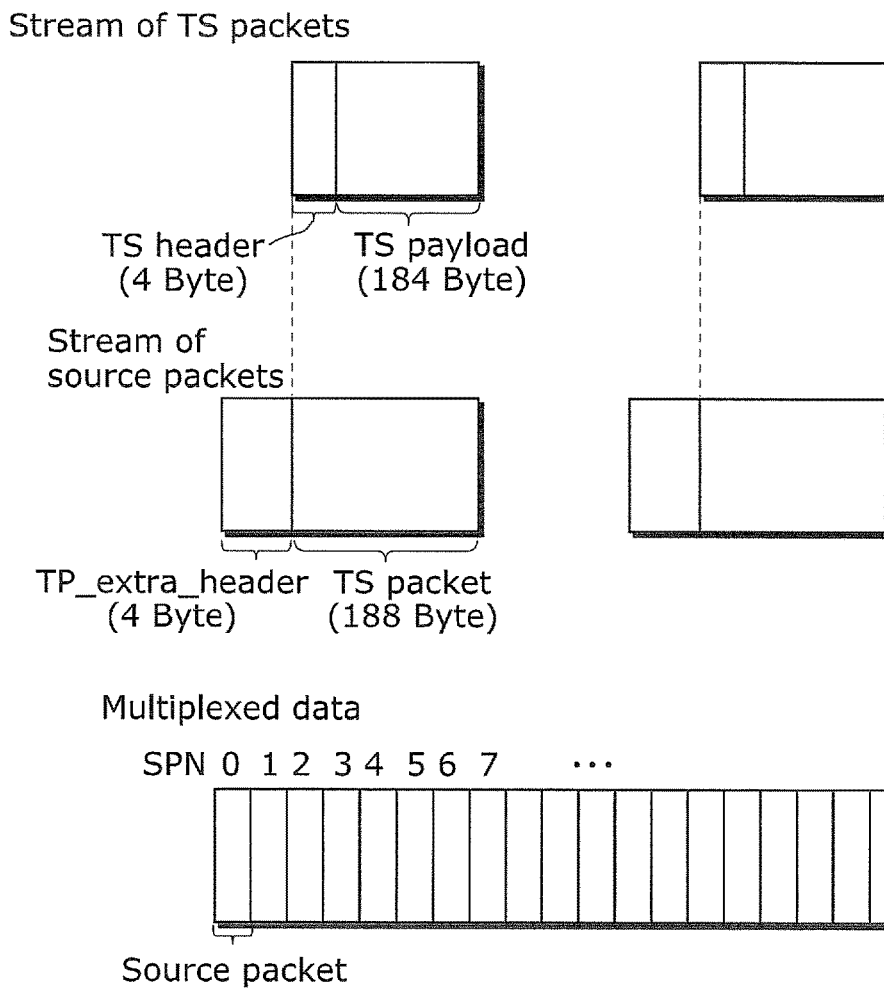 Stream of TS packets
TS header
(4 Byte)
TS payload
(184 Byte)
Stream of
source packets
TP_extra_header
(4 Byte)
TS packet
(188 Byte)
Multiplexed data
SPN 0 1 2 3 4 5 6 7 ...
Source packet